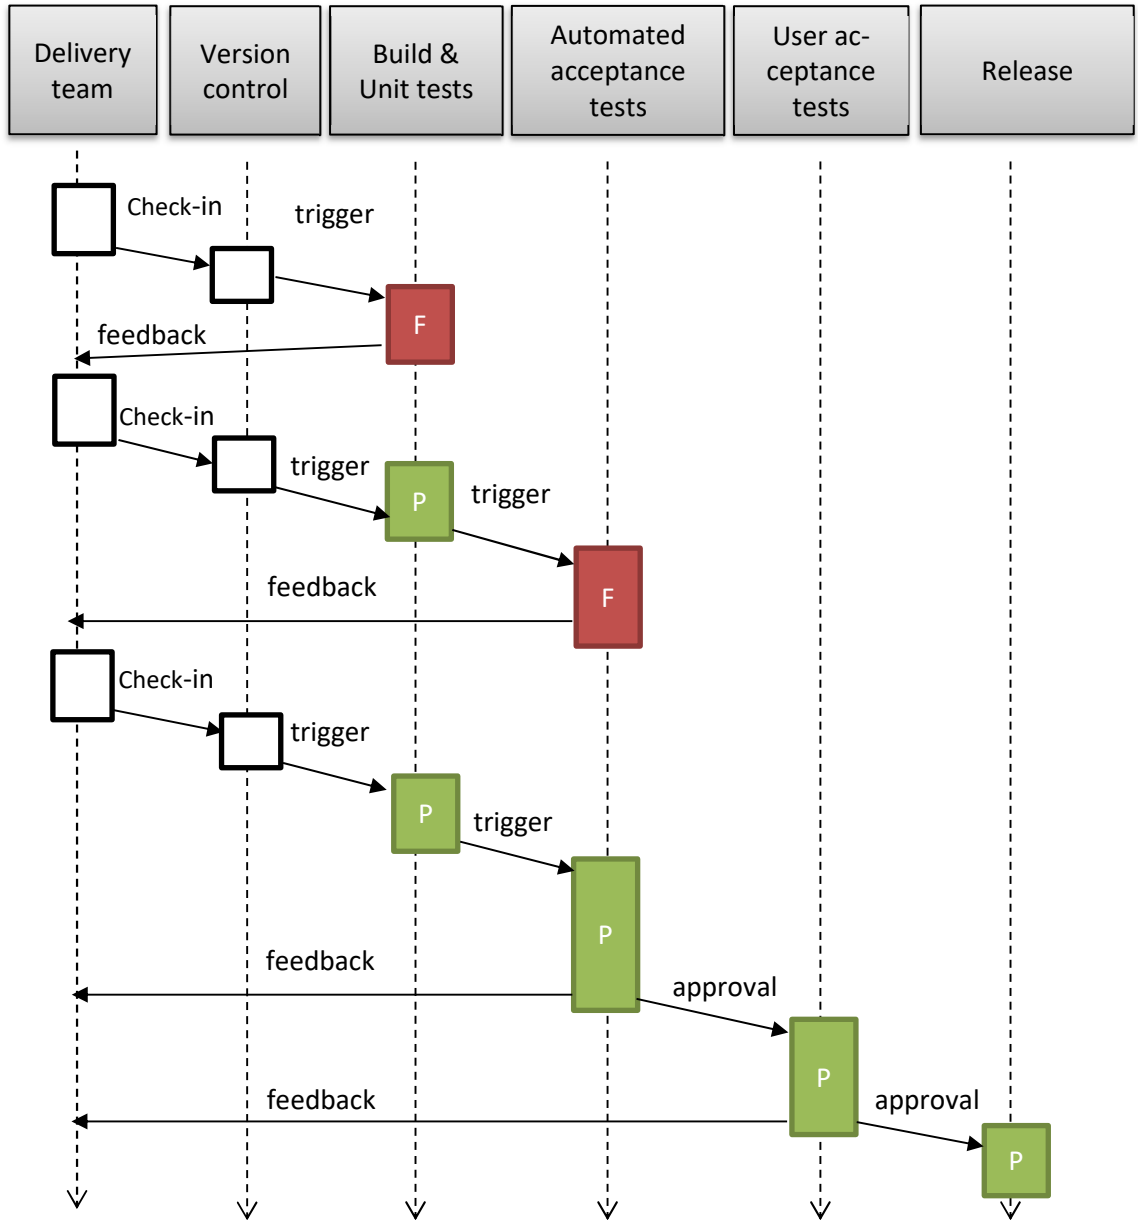 Delivery
team
Version
control
Build &
Unit tests
Automated
acceptance
tests
User ac-
ceptance
tests
Release
Check-in
trigger
F
feedback
Check-in
trigger
P
trigger
F
feedback
Check-in
trigger
P
trigger
P
feedback
approval
P
feedback
approval
P